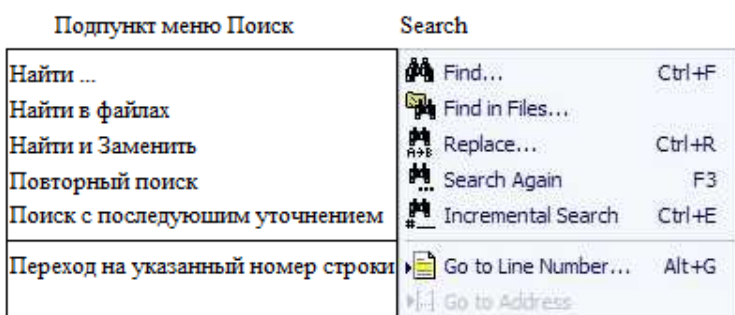 Подпункт меню Поиск Search
Найти ... Find... Ctrl+F
Найти в файлах Find in Files...
Найти и Заменить Replace... Ctrl+R
Повторный поиск Search Again F3
Поиск с последуюшим уточнением Incremental Search Ctrl+E
Переход на указанный номер строки Go to Line Number... Alt+G
Go to Address